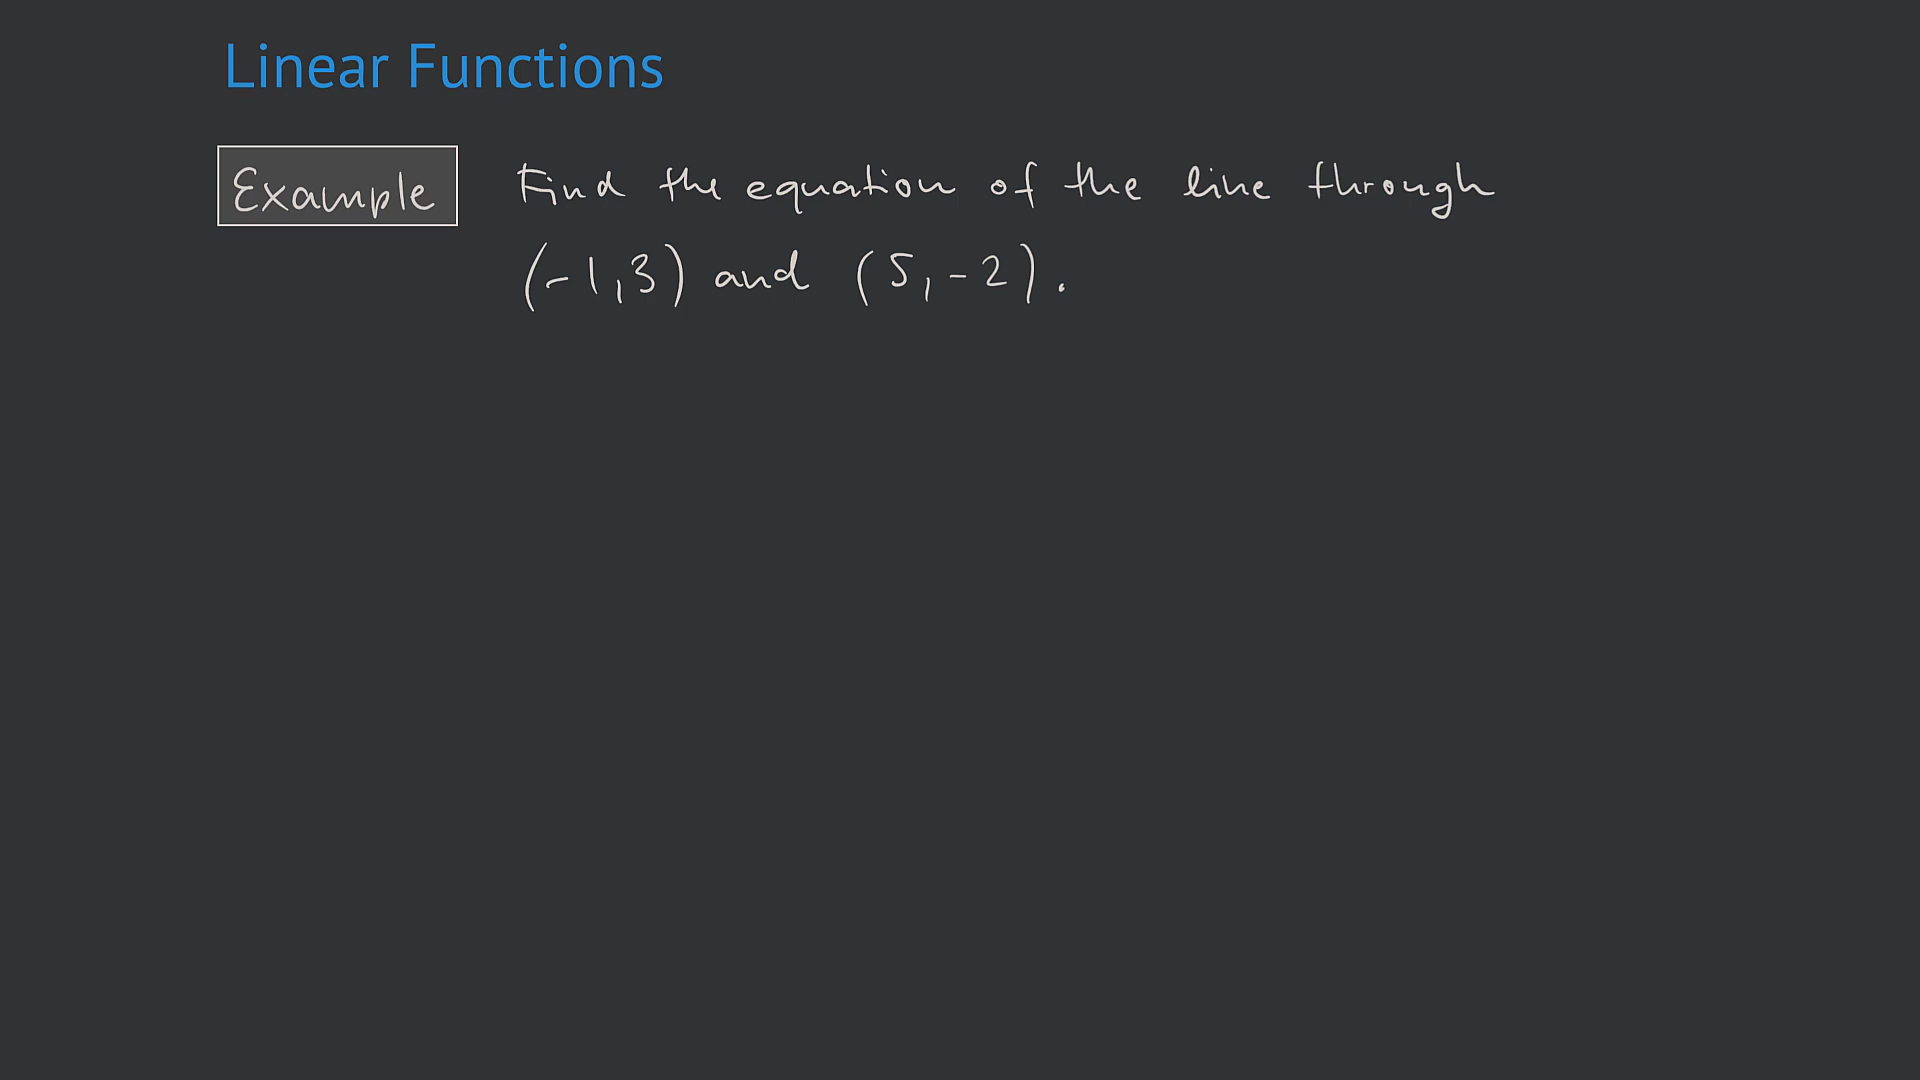 Linear Functions
Example Find the equation of the line through
(-1,3) and (5,-2).